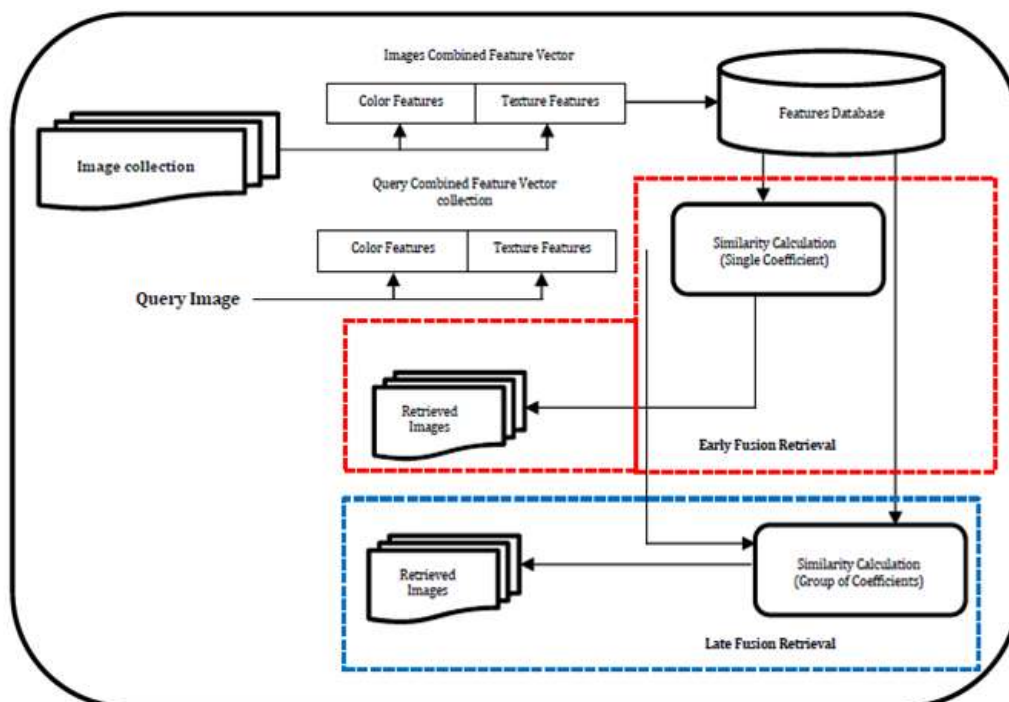 Images Combined Feature Vector
Color Features
Texture Features
Features Database
Image collection
Query Combined Feature Vector
collection
Color Features
Texture Features
Similarity Calculation
(Single Coefficient)
Query Image
Retrieved
Images
Early Fusion Retrieval
Retrieved
Images
Similarity Calculation
(Group of Coefficients)
Late Fusion Retrieval